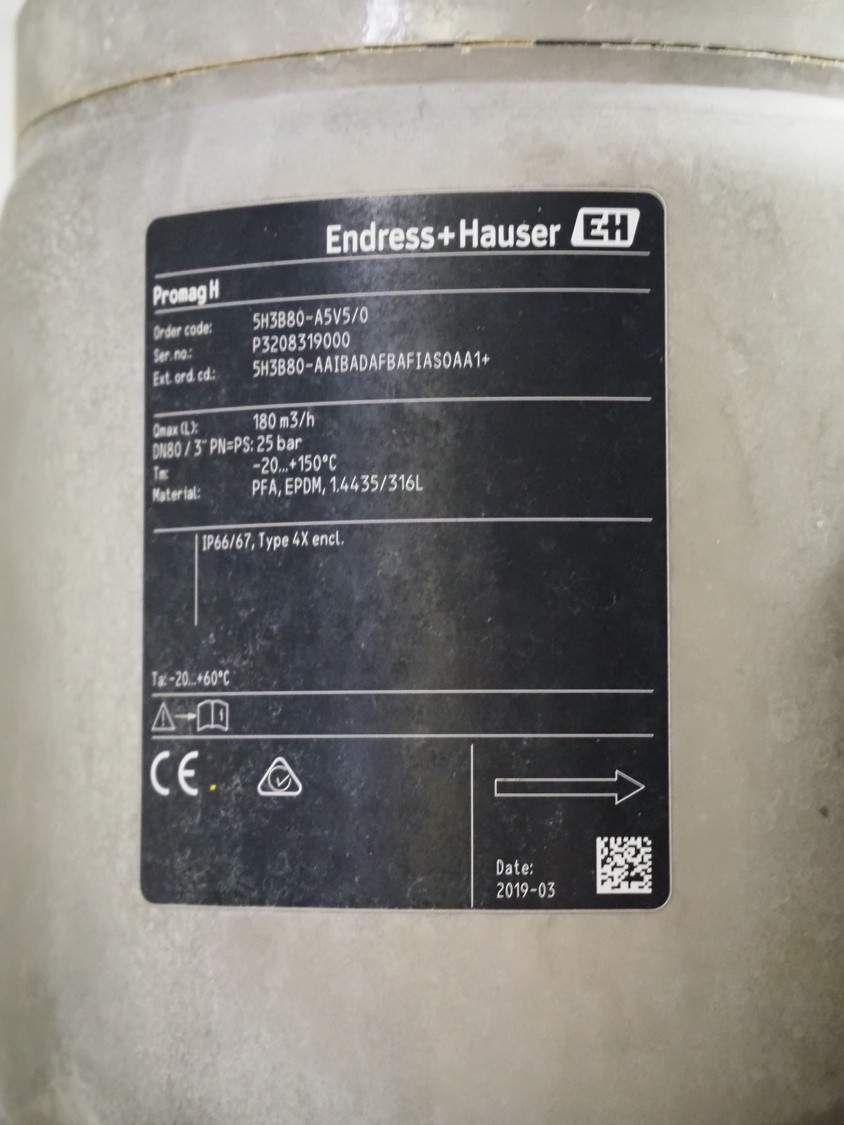 Endress+Hauser EH
Promag H
Order code: 5H3B80-A5V5/0
Ser. no.: P3208319000
Ext. ord. cd.: 5H3B80-AAIBADAFBAFIAS0AA1+
Qmax (L): 180 m3/h
DN80 / 3" PN=PS: 25 bar
Tm: -20...+150°C
Material: PFA, EPDM, 1.4435/316L
IP66/67, Type 4X encl.
Ta: -20...+60°C
CE
Date:
2019-03